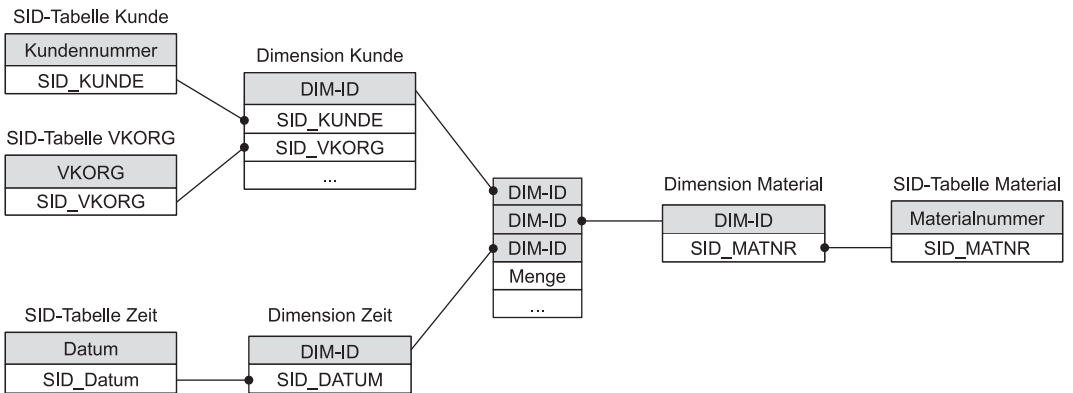 SID-Tabelle Kunde
Kundennummer
SID_KUNDE
SID-Tabelle VKORG
VKORG
SID_VKORG
Dimension Kunde
DIM-ID
SID_KUNDE
SID_VKORG
...
DIM-ID
DIM-ID
DIM-ID
Menge
...
Dimension Material
DIM-ID
SID_MATNR
SID-Tabelle Material
Materialnummer
SID_MATNR
SID-Tabelle Zeit
Datum
SID_Datum
Dimension Zeit
DIM-ID
SID_DATUM